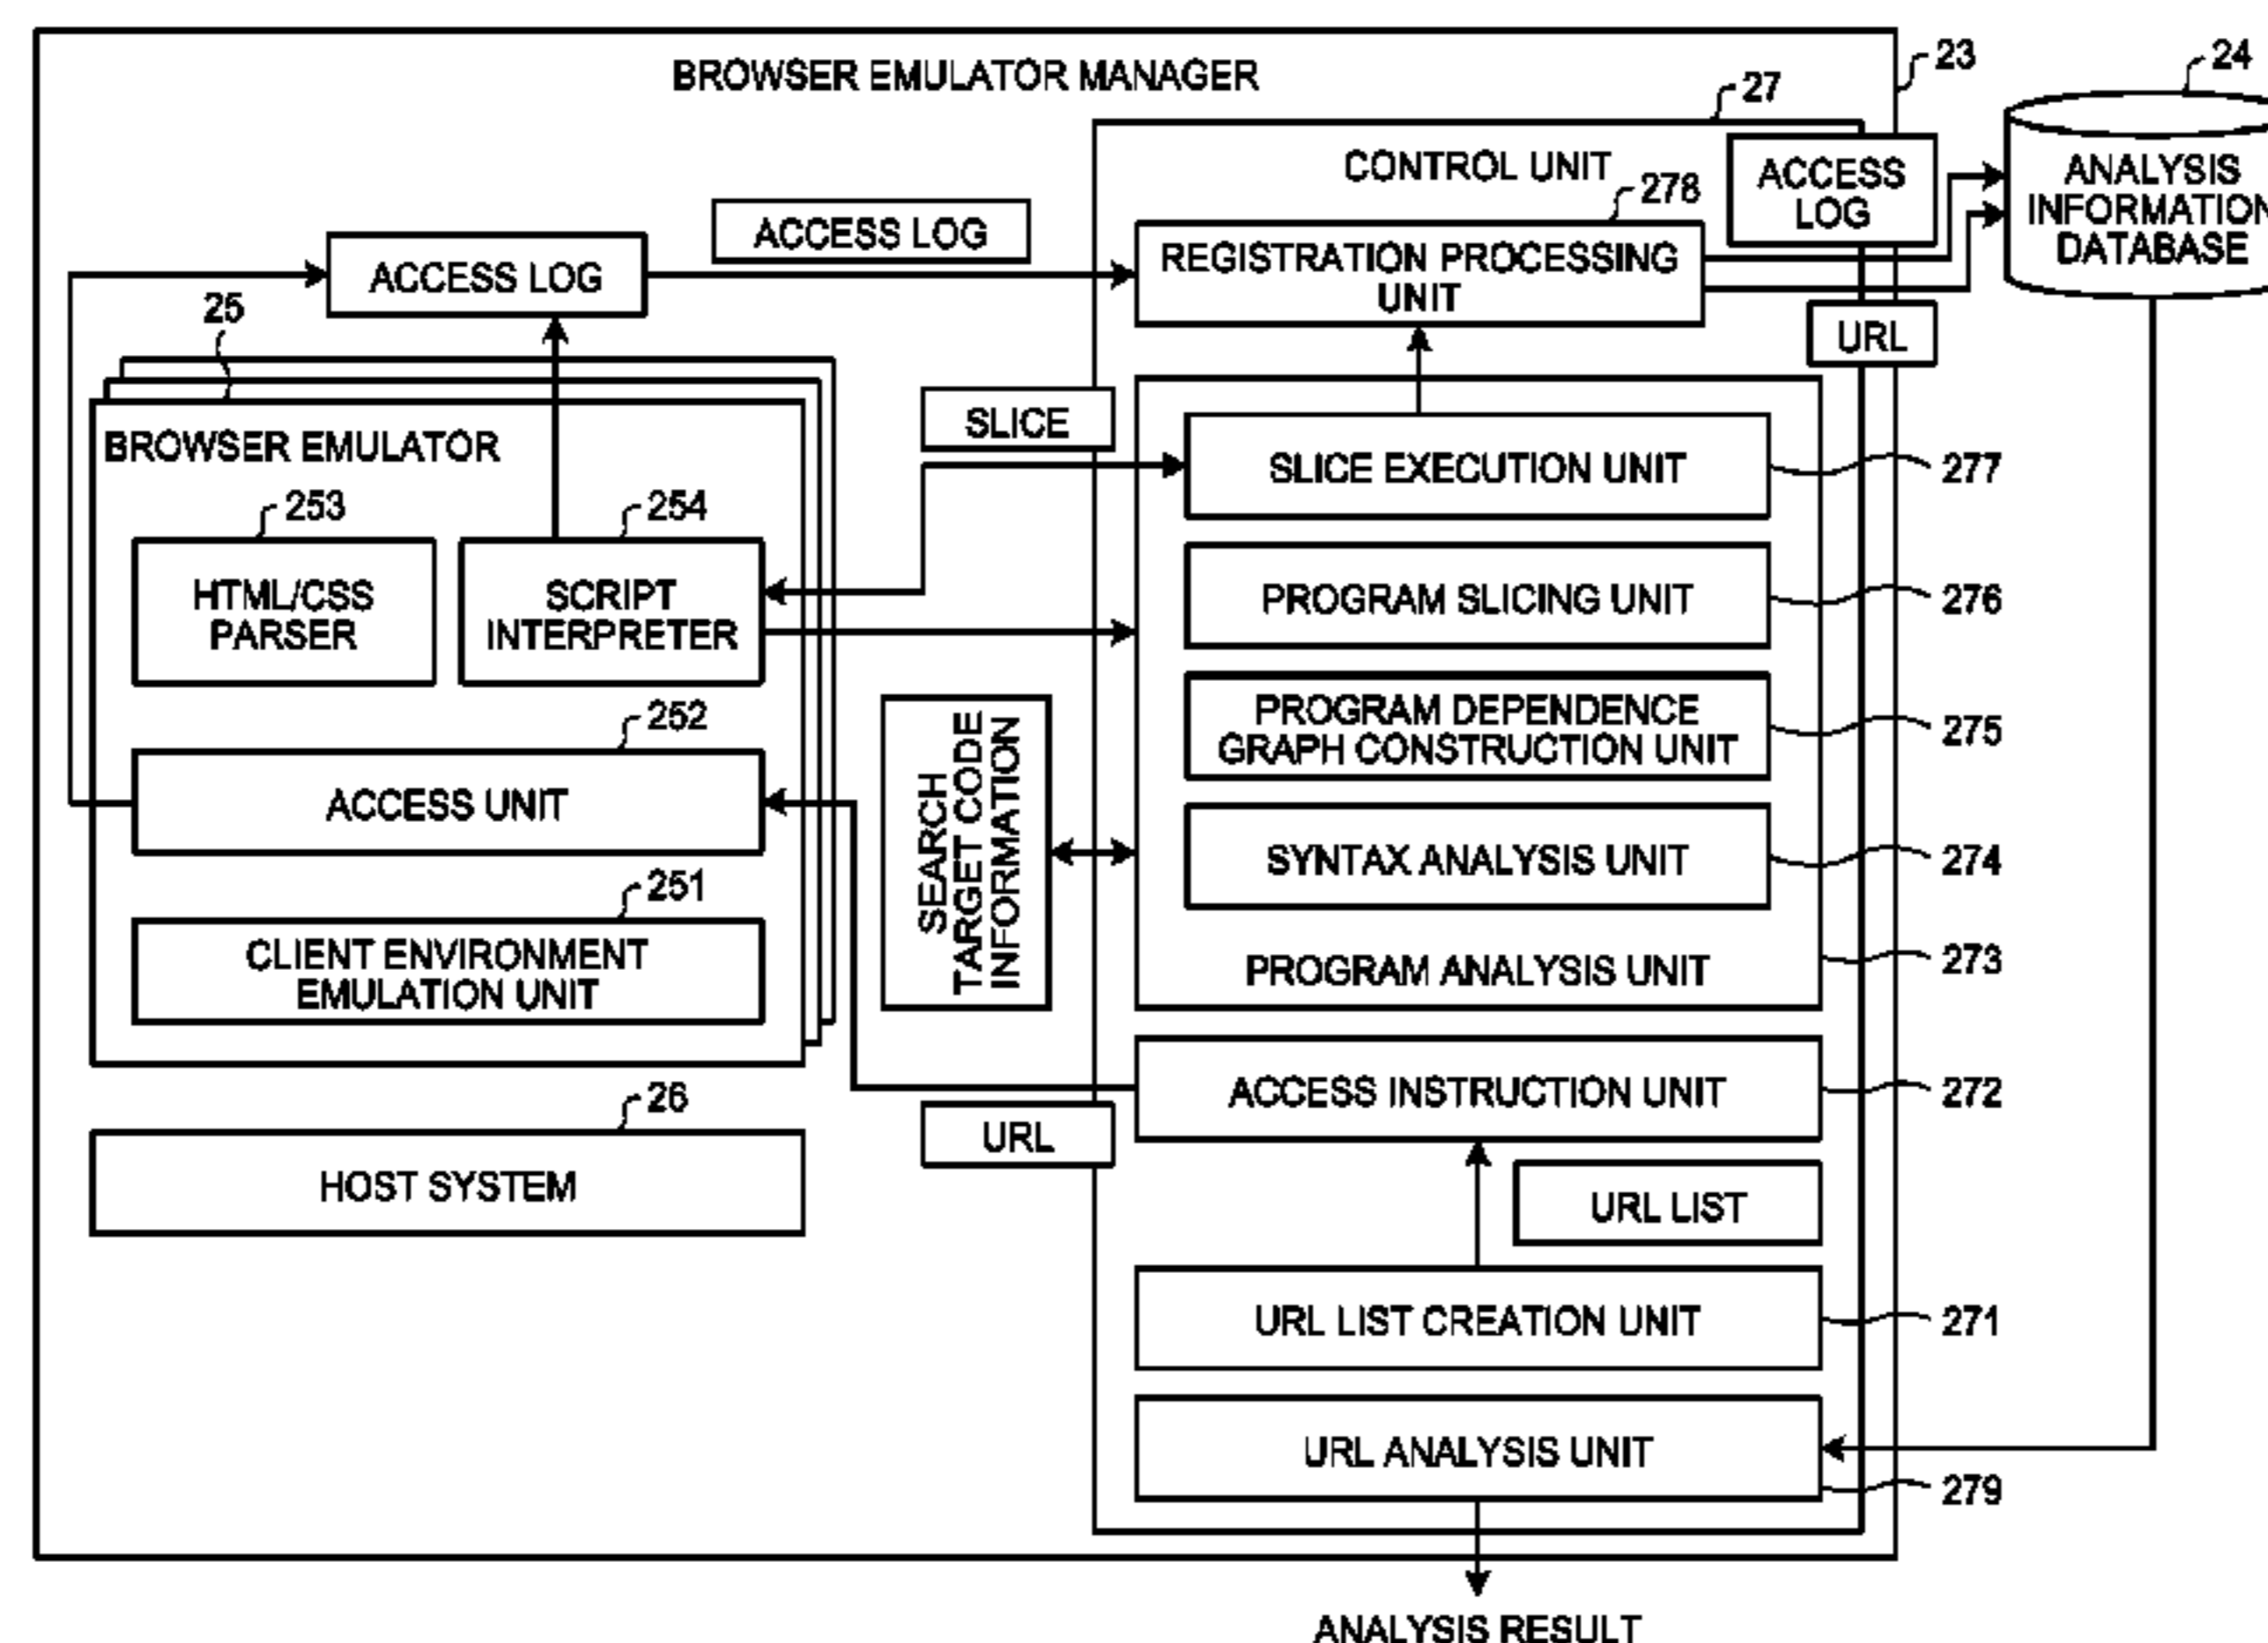 BROWSER EMULATOR MANAGER
23
24
27
CONTROL UNIT
ACCESS
LOG
ANALYSIS
INFORMATION
DATABASE
278
ACCESS LOG
ACCESS LOG
REGISTRATION PROCESSING
UNIT
URL
25
BROWSER EMULATOR
SLICE
SLICE EXECUTION UNIT
277
253
254
HTML/CSS
PARSER
SCRIPT
INTERPRETER
PROGRAM SLICING UNIT
276
252
ACCESS UNIT
SEARCH
TARGET CODE
INFORMATION
PROGRAM DEPENDENCE
GRAPH CONSTRUCTION UNIT
275
SYNTAX ANALYSIS UNIT
274
251
CLIENT ENVIRONMENT
EMULATION UNIT
PROGRAM ANALYSIS UNIT
273
ACCESS INSTRUCTION UNIT
272
26
HOST SYSTEM
URL
URL LIST
URL LIST CREATION UNIT
271
URL ANALYSIS UNIT
279
ANALYSIS RESULT